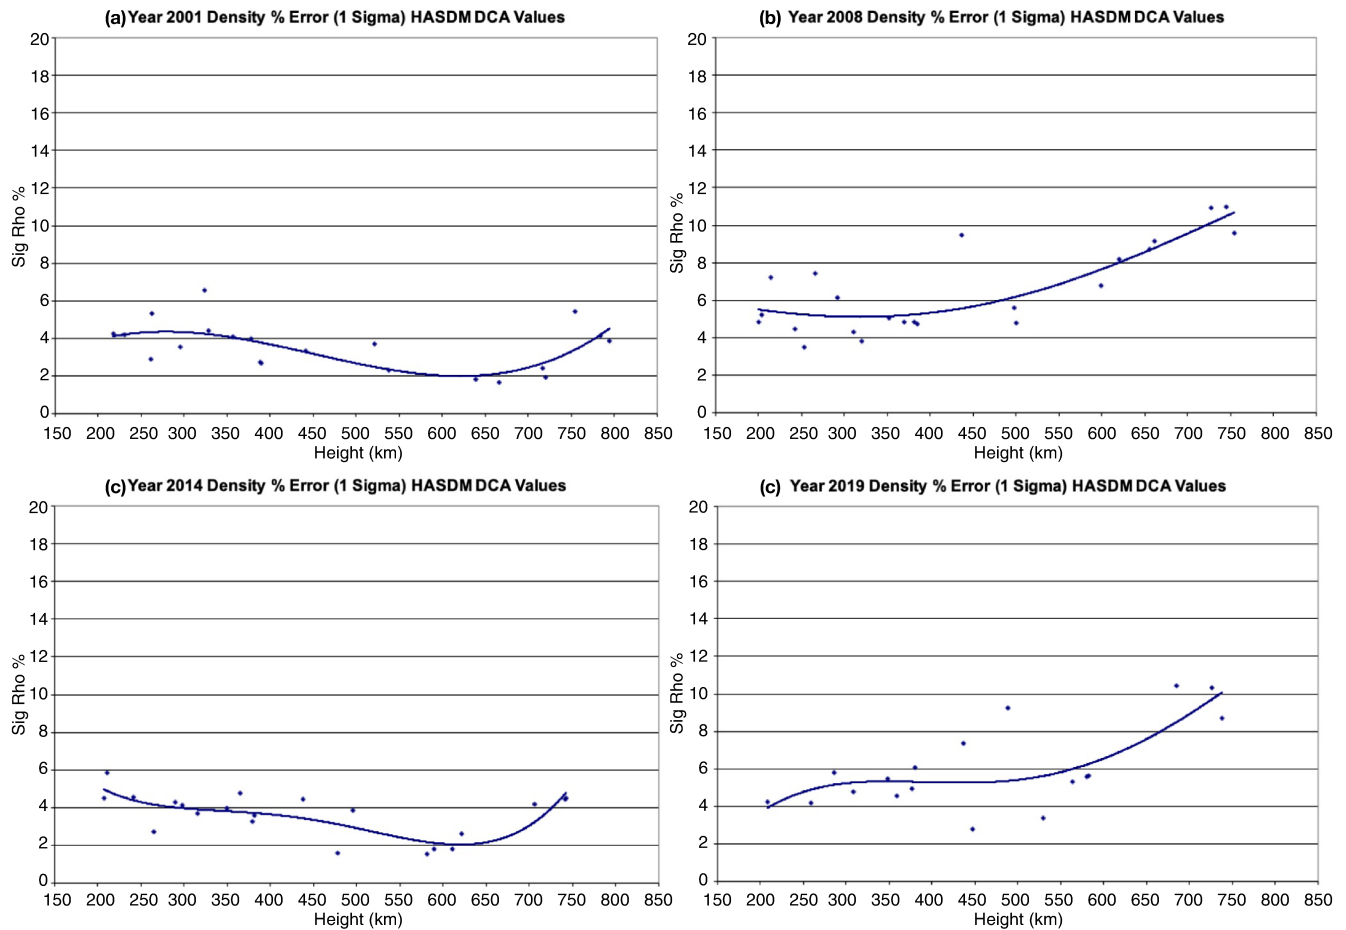 (a) Year 2001 Density % Error (1 Sigma) HASDM DCA Values
20
18
16
14
12
10
8
6
4
2
0
Sig Rho %
150 200 250 300 350 400 450 500 550 600 650 700 750 800 850
Height (km)
(b) Year 2008 Density % Error (1 Sigma) HASDM DCA Values
20
18
16
14
12
10
8
6
4
2
0
Sig Rho %
150 200 250 300 350 400 450 500 550 600 650 700 750 800 850
Height (km)
(c) Year 2014 Density % Error (1 Sigma) HASDM DCA Values
20
18
16
14
12
10
8
6
4
2
0
Sig Rho %
150 200 250 300 350 400 450 500 550 600 650 700 750 800 850
Height (km)
(c) Year 2019 Density % Error (1 Sigma) HASDM DCA Values
20
18
16
14
12
10
8
6
4
2
0
Sig Rho %
150 200 250 300 350 400 450 500 550 600 650 700 750 800 850
Height (km)